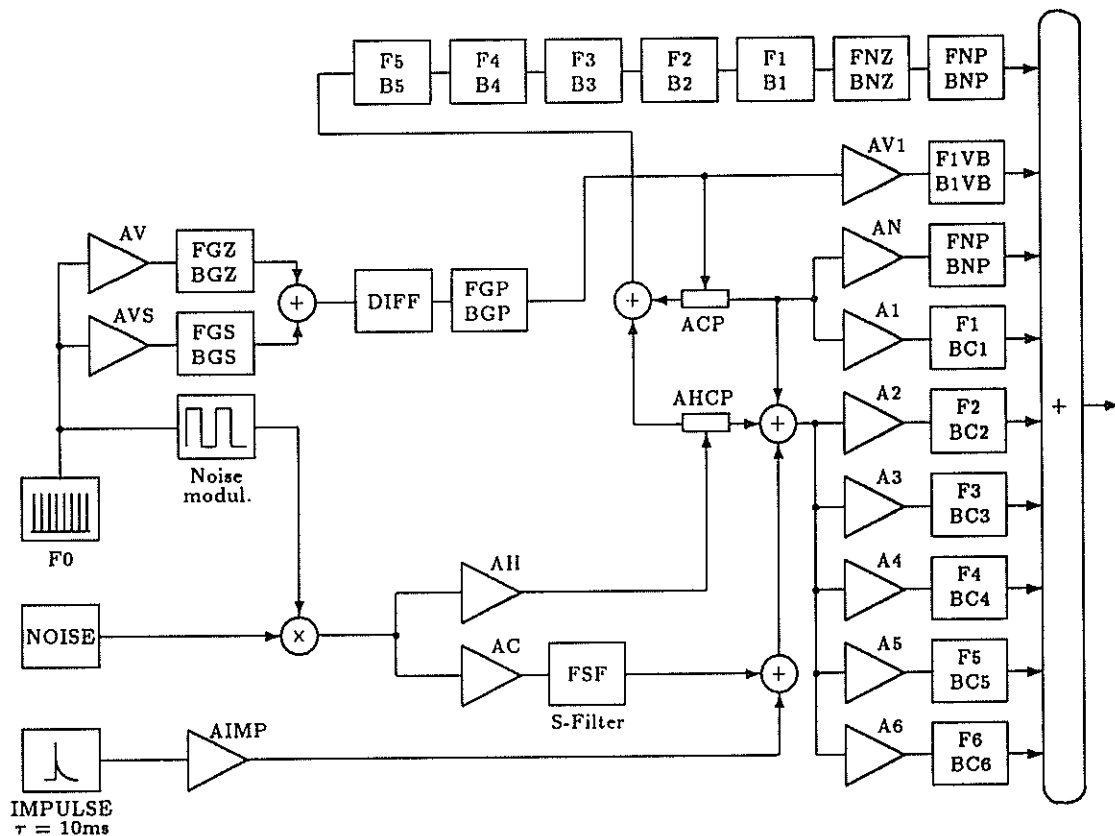 F5 F4 F3 F2 F1 FNZ FNP
B5 B4 B3 B2 B1 BNZ BNP
AV1
F1VB
B1VB
AV
FGZ
BGZ
AN
FNP
BNP
+
DIFF
FGP
BGP
+
ACP
AVS
FGS
BGS
A1
F1
BC1
AHCP
+
A2
F2
BC2
+
Noise
modul.
A3
F3
BC3
F0
AH
A4
F4
BC4
NOISE
×
AC
FSF
S-Filter
+
A5
F5
BC5
AIMP
A6
F6
BC6
IMPULSE
τ = 10ms